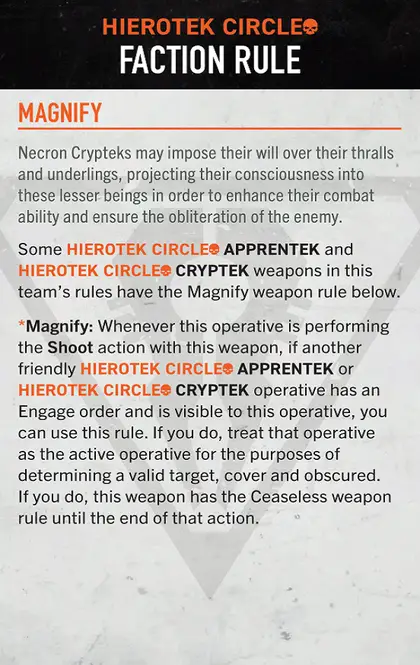 HIEROTEK CIRCLE
FACTION RULE
MAGNIFY
Necron Crypteks may impose their will over their thralls
and underlings, projecting their consciousness into
these lesser beings in order to enhance their combat
ability and ensure the obliteration of the enemy.
Some HIEROTEK CIRCLE APPRENTEK and
HIEROTEK CIRCLE CRYPTEK weapons in this
team’s rules have the Magnify weapon rule below.
*Magnify: Whenever this operative is performing
the Shoot action with this weapon, if another
friendly HIEROTEK CIRCLE APPRENTEK or
HIEROTEK CIRCLE CRYPTEK operative has an
Engage order and is visible to this operative, you
can use this rule. If you do, treat that operative
as the active operative for the purposes of
determining a valid target, cover and obscured.
If you do, this weapon has the Ceaseless weapon
rule until the end of that action.